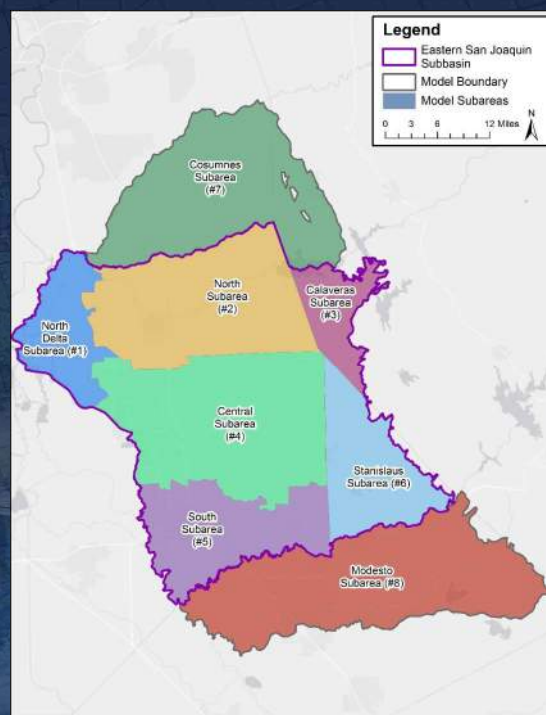 Legend
Eastern San Joaquin
Subbasin
Model Boundary
Model Subareas
N
0 3 6 12 Miles
Cosumnes
Subarea
(#7)
North
Subarea
(#2)
Calaveras
Subarea
(#3)
North
Delta
Subarea (#1)
Central
Subarea
(#4)
Stanislaus
Subarea (#6)
South
Subarea
(#5)
Modesto
Subarea (#8)